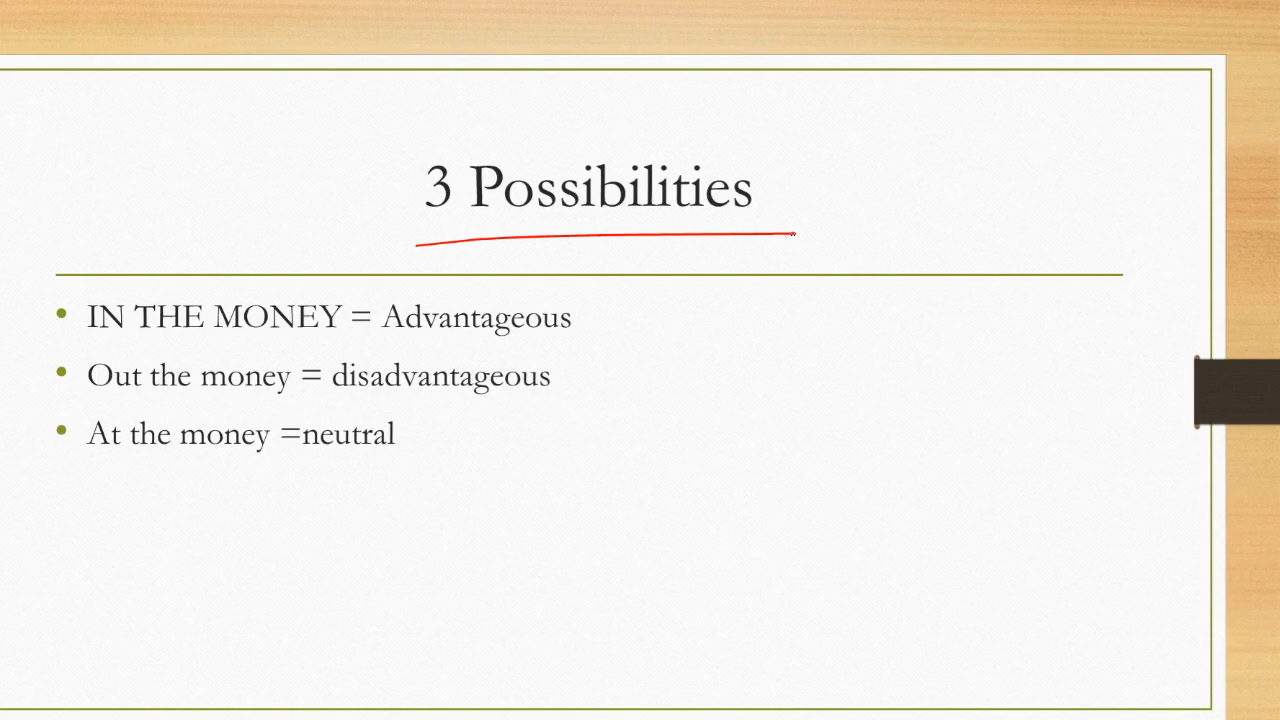 3 Possibilities
• IN THE MONEY = Advantageous
• Out the money = disadvantageous
• At the money =neutral